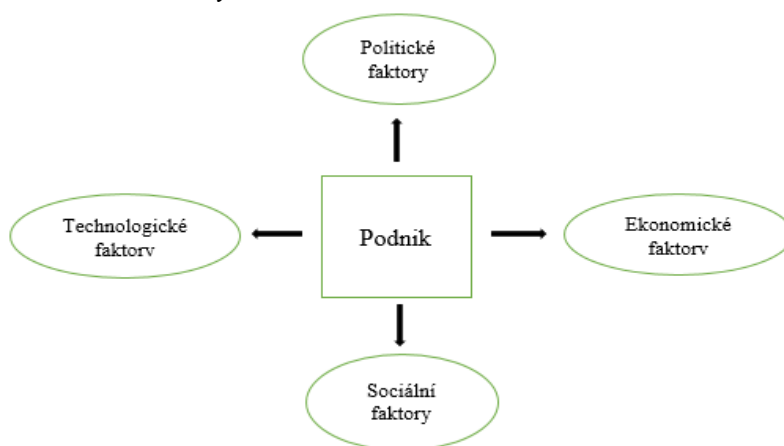 Politické
faktory
Technologické
faktory
Podnik
Ekonomické
faktory
Sociální
faktory